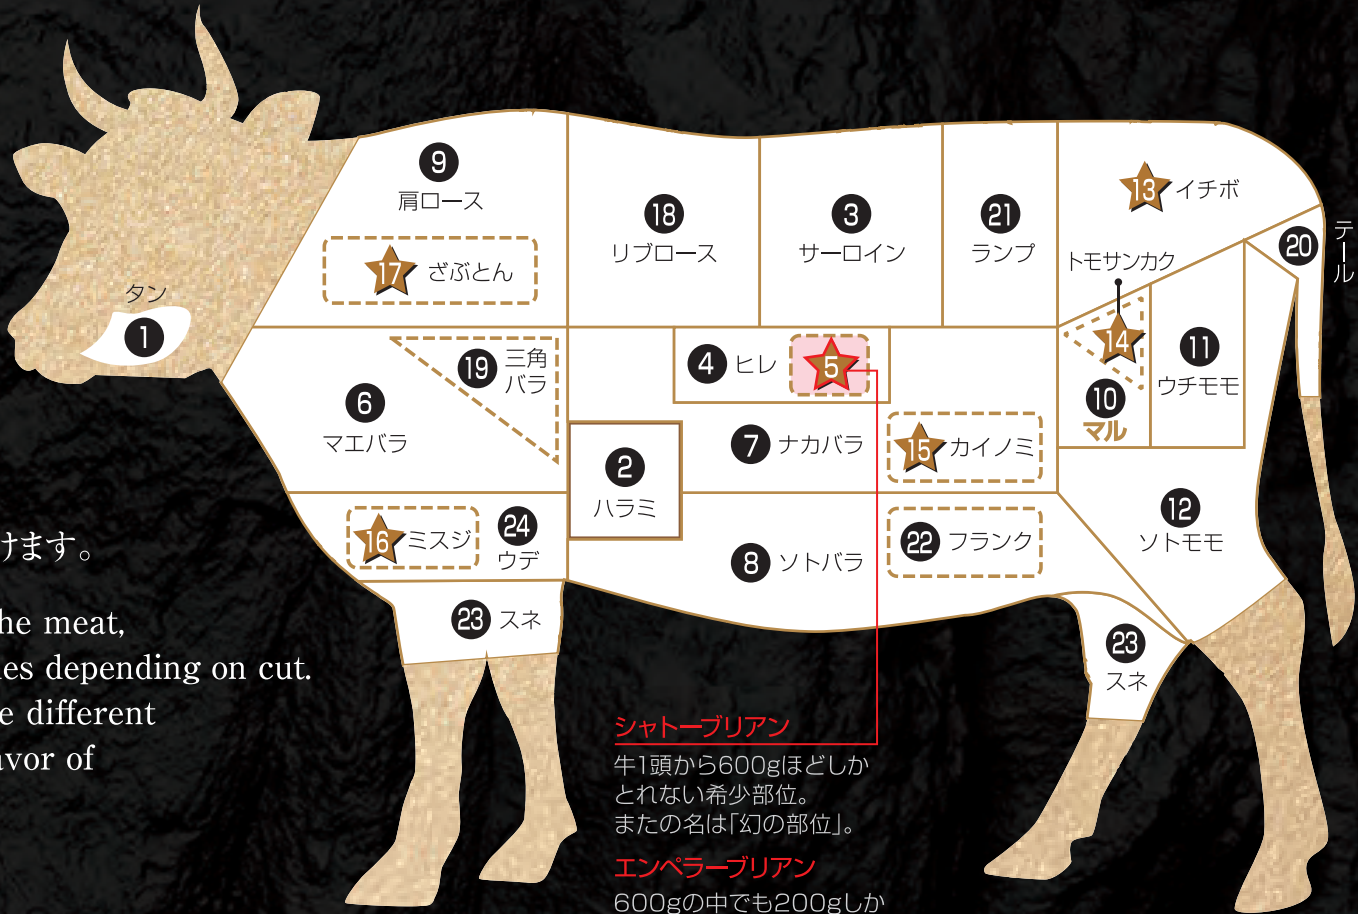 9
肩ロース
17 ざぶとん
タン
1
18
リブロース
3
サーロイン
21
ランプ
13 イチボ
トモサンカク
14
20
テール
11
ウチモモ
10
マル
19 三角
バラ
6
マエバラ
4 ヒレ
5
7 ナカバラ
15 カイノミ
2
ハラミ
12
ソトモモ
16 ミスジ
24
ウデ
8 ソトバラ
22 フランク
23 スネ
23
スネ
けます。
he meat,
es depending on cut.
e different
avor of
シャトーブリアン
牛1頭から600gほどしか
とれない希少部位。
またの名は「幻の部位」。
エンペラーブリアン
600gの中でも200gしか